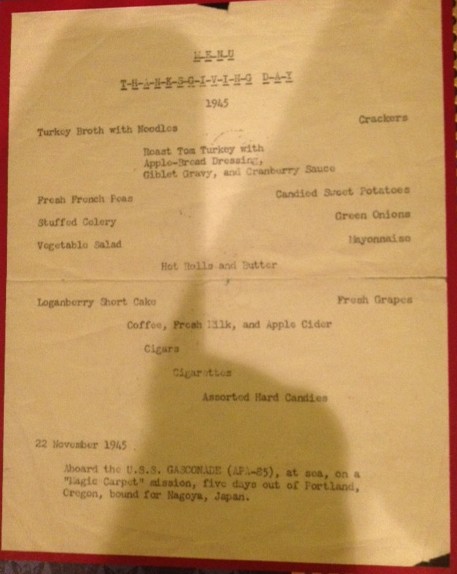 MENU
T-H-A-N-K-S-G-I-V-I-N-G D-A-Y
1945
Turkey Broth with Noodles Crackers
Roast Tom Turkey with
Apple-Bread Dressing,
Giblet Gravy, and Cranberry Sauce
Fresh French Peas Candied Sweet Potatoes
Stuffed Celery Green Onions
Vegetable Salad Mayonnaise
Hot Rolls and Butter
Loganberry Short Cake Fresh Grapes
Coffee, Fresh Milk, and Apple Cider
Cigars
Cigarettes
Assorted Hard Candies
22 November 1945
Aboard the U.S.S. GASCONADE (APA-85), at sea, on a
"Magic Carpet" mission, five days out of Portland,
Oregon, bound for Nagoya, Japan.